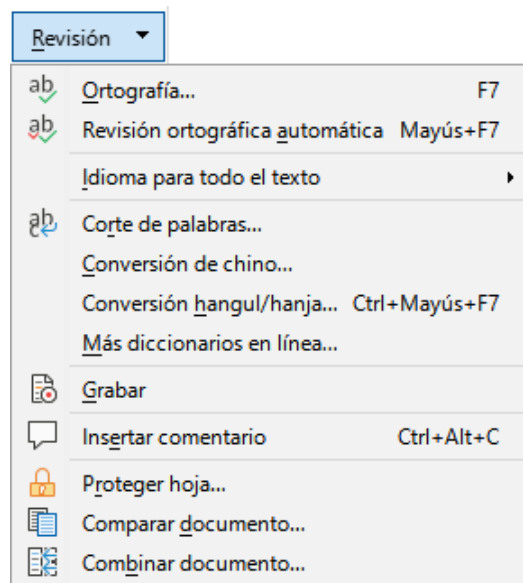 Revisión
Ortografía... F7
Revisión ortográfica automática Mayús+F7
Idioma para todo el texto
Corte de palabras...
Conversión de chino...
Conversión hangul/hanja... Ctrl+Mayús+F7
Más diccionarios en línea...
Grabar
Insertar comentario Ctrl+Alt+C
Proteger hoja...
Comparar documento...
Combinar documento...